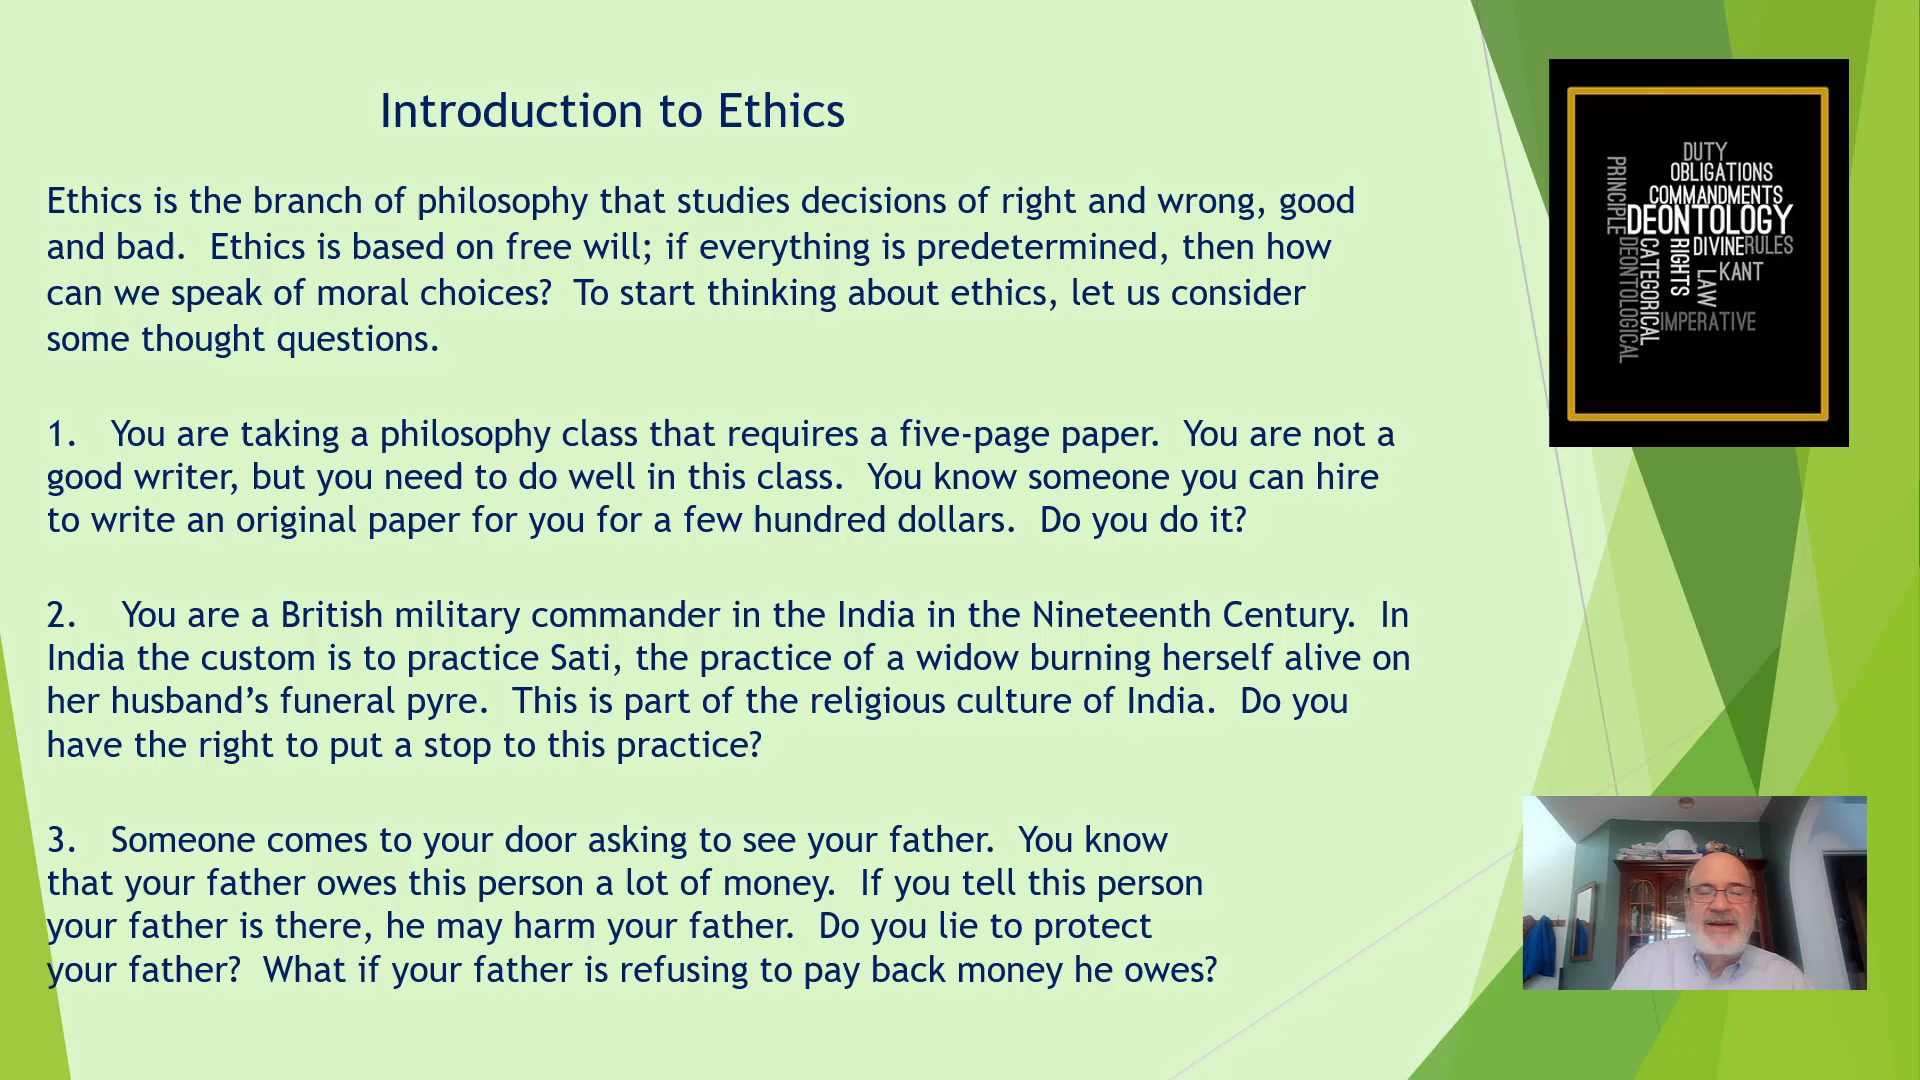 Introduction to Ethics
Ethics is the branch of philosophy that studies decisions of right and wrong, good
and bad.  Ethics is based on free will; if everything is predetermined, then how
can we speak of moral choices?  To start thinking about ethics, let us consider
some thought questions.
1.   You are taking a philosophy class that requires a five-page paper.  You are not a
good writer, but you need to do well in this class.  You know someone you can hire
to write an original paper for you for a few hundred dollars.  Do you do it?
2.    You are a British military commander in the India in the Nineteenth Century.  In
India the custom is to practice Sati, the practice of a widow burning herself alive on
her husband’s funeral pyre.  This is part of the religious culture of India.  Do you
have the right to put a stop to this practice?
3.   Someone comes to your door asking to see your father.  You know
that your father owes this person a lot of money.  If you tell this person
your father is there, he may harm your father.  Do you lie to protect
your father?  What if your father is refusing to pay back money he owes?
DUTY
OBLIGATIONS
COMMANDMENTS
PRINCIPLE
DEONTOLOGY
DIVINE RULES
RIGHTS
CATEGORICAL
DEONTOLOGICAL
LAW
KANT
IMPERATIVE